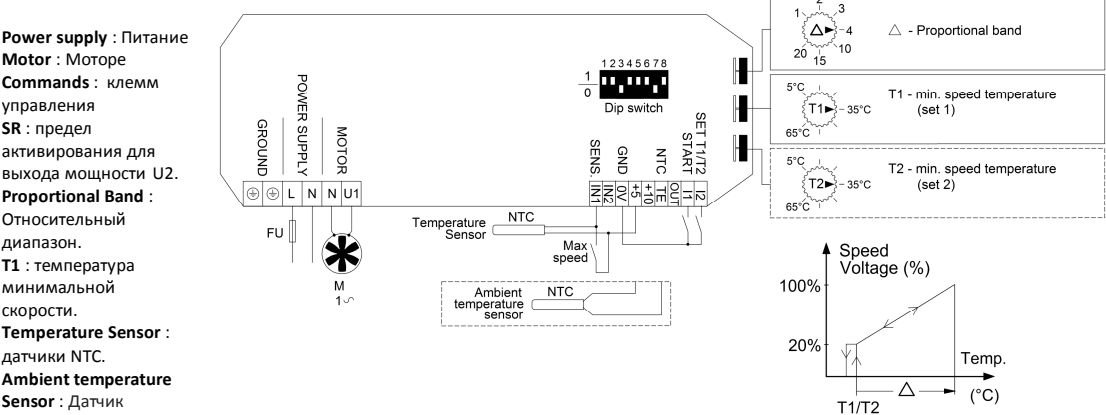 Power supply : Питание
Motor : Моторе
Commands : клемм
управления
SR : предел
активирования для
выхода мощности U2.
Proportional Band :
Относительный
диапазон.
T1 : температура
минимальной
скорости.
Temperature Sensor :
датчики NTC.
Ambient temperature
Sensor : Датчик
GROUND
POWER SUPPLY
MOTOR
L N N U1
FU
M
1~
1 2 3 4 5 6 7 8
1
0
Dip switch
SENS.
GND
NTC
START
SET T1/T2
IN1 IN2 0V +5 +10 TE OUT I1 I2
Temperature
Sensor
NTC
Max
speed
Ambient
temperature
sensor
NTC
1 2 3 4 10 15 20
△
△ - Proportional band
5°C
T1
35°C
65°C
T1 - min. speed temperature
(set 1)
5°C
T2
35°C
65°C
T2 - min. speed temperature
(set 2)
Speed
Voltage (%)
100%
20%
Temp.
(°C)
△
T1/T2